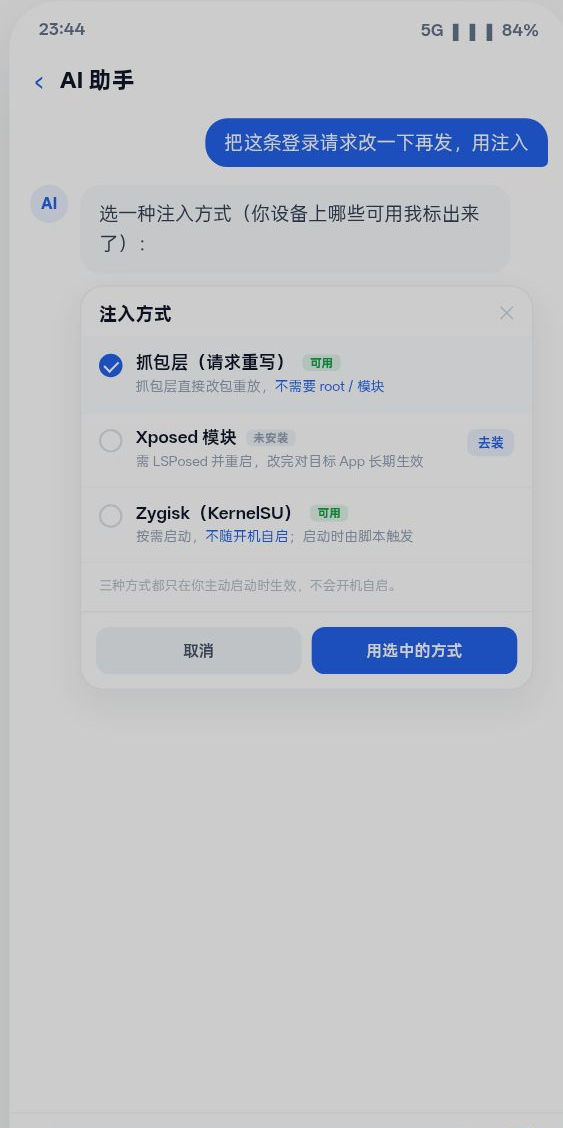 23:44
5G 84%
AI 助手
把这条登录请求改一下再发，用注入
AI
选一种注入方式（你设备上哪些可用我标出来
了）：
注入方式
抓包层（请求重写） 可用
抓包层直接改包重放，不需要 root / 模块
Xposed 模块 未安装
去装
需 LSPosed 并重启，改完对目标 App 长期生效
Zygisk（KernelSU） 可用
按需启动，不随开机自启；启动时由脚本触发
三种方式都只在你主动启动时生效，不会开机自启。
取消
用选中的方式